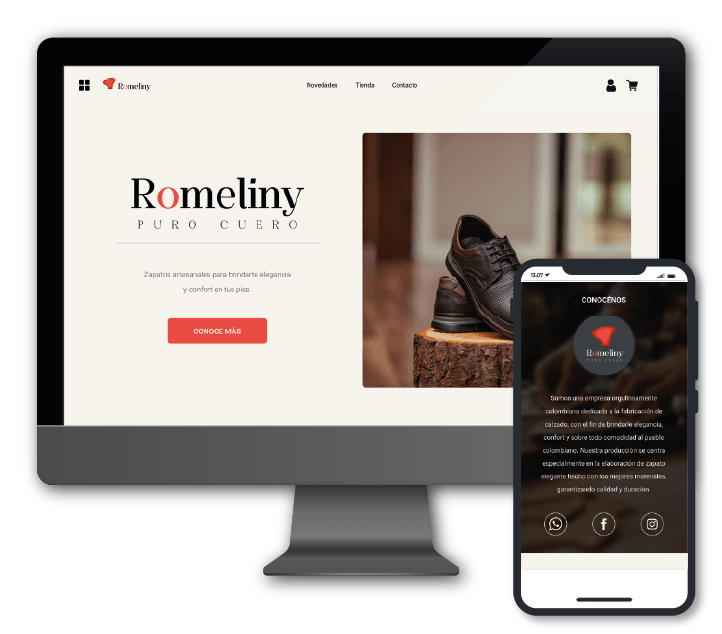 Romeliny
Novedades Tienda Contacto
Romeliny
PURO CUERO
Zapatos artesanales para brindarte elegancia
y confort en tus pies.
CONOCE MÁS
13:07
CONOCÉNOS
Romeliny
PURO CUERO
Somos una empresa orgullosamente
colombiana dedicada a la fabricación de
calzado, con el fin de brindarle elegancia,
confort y sobre todo comodidad al pueblo
colombiano. Nuestra producción se centra
especialmente en la elaboración de zapato
elegante hecho con los mejores materiales,
garantizando calidad y duración.